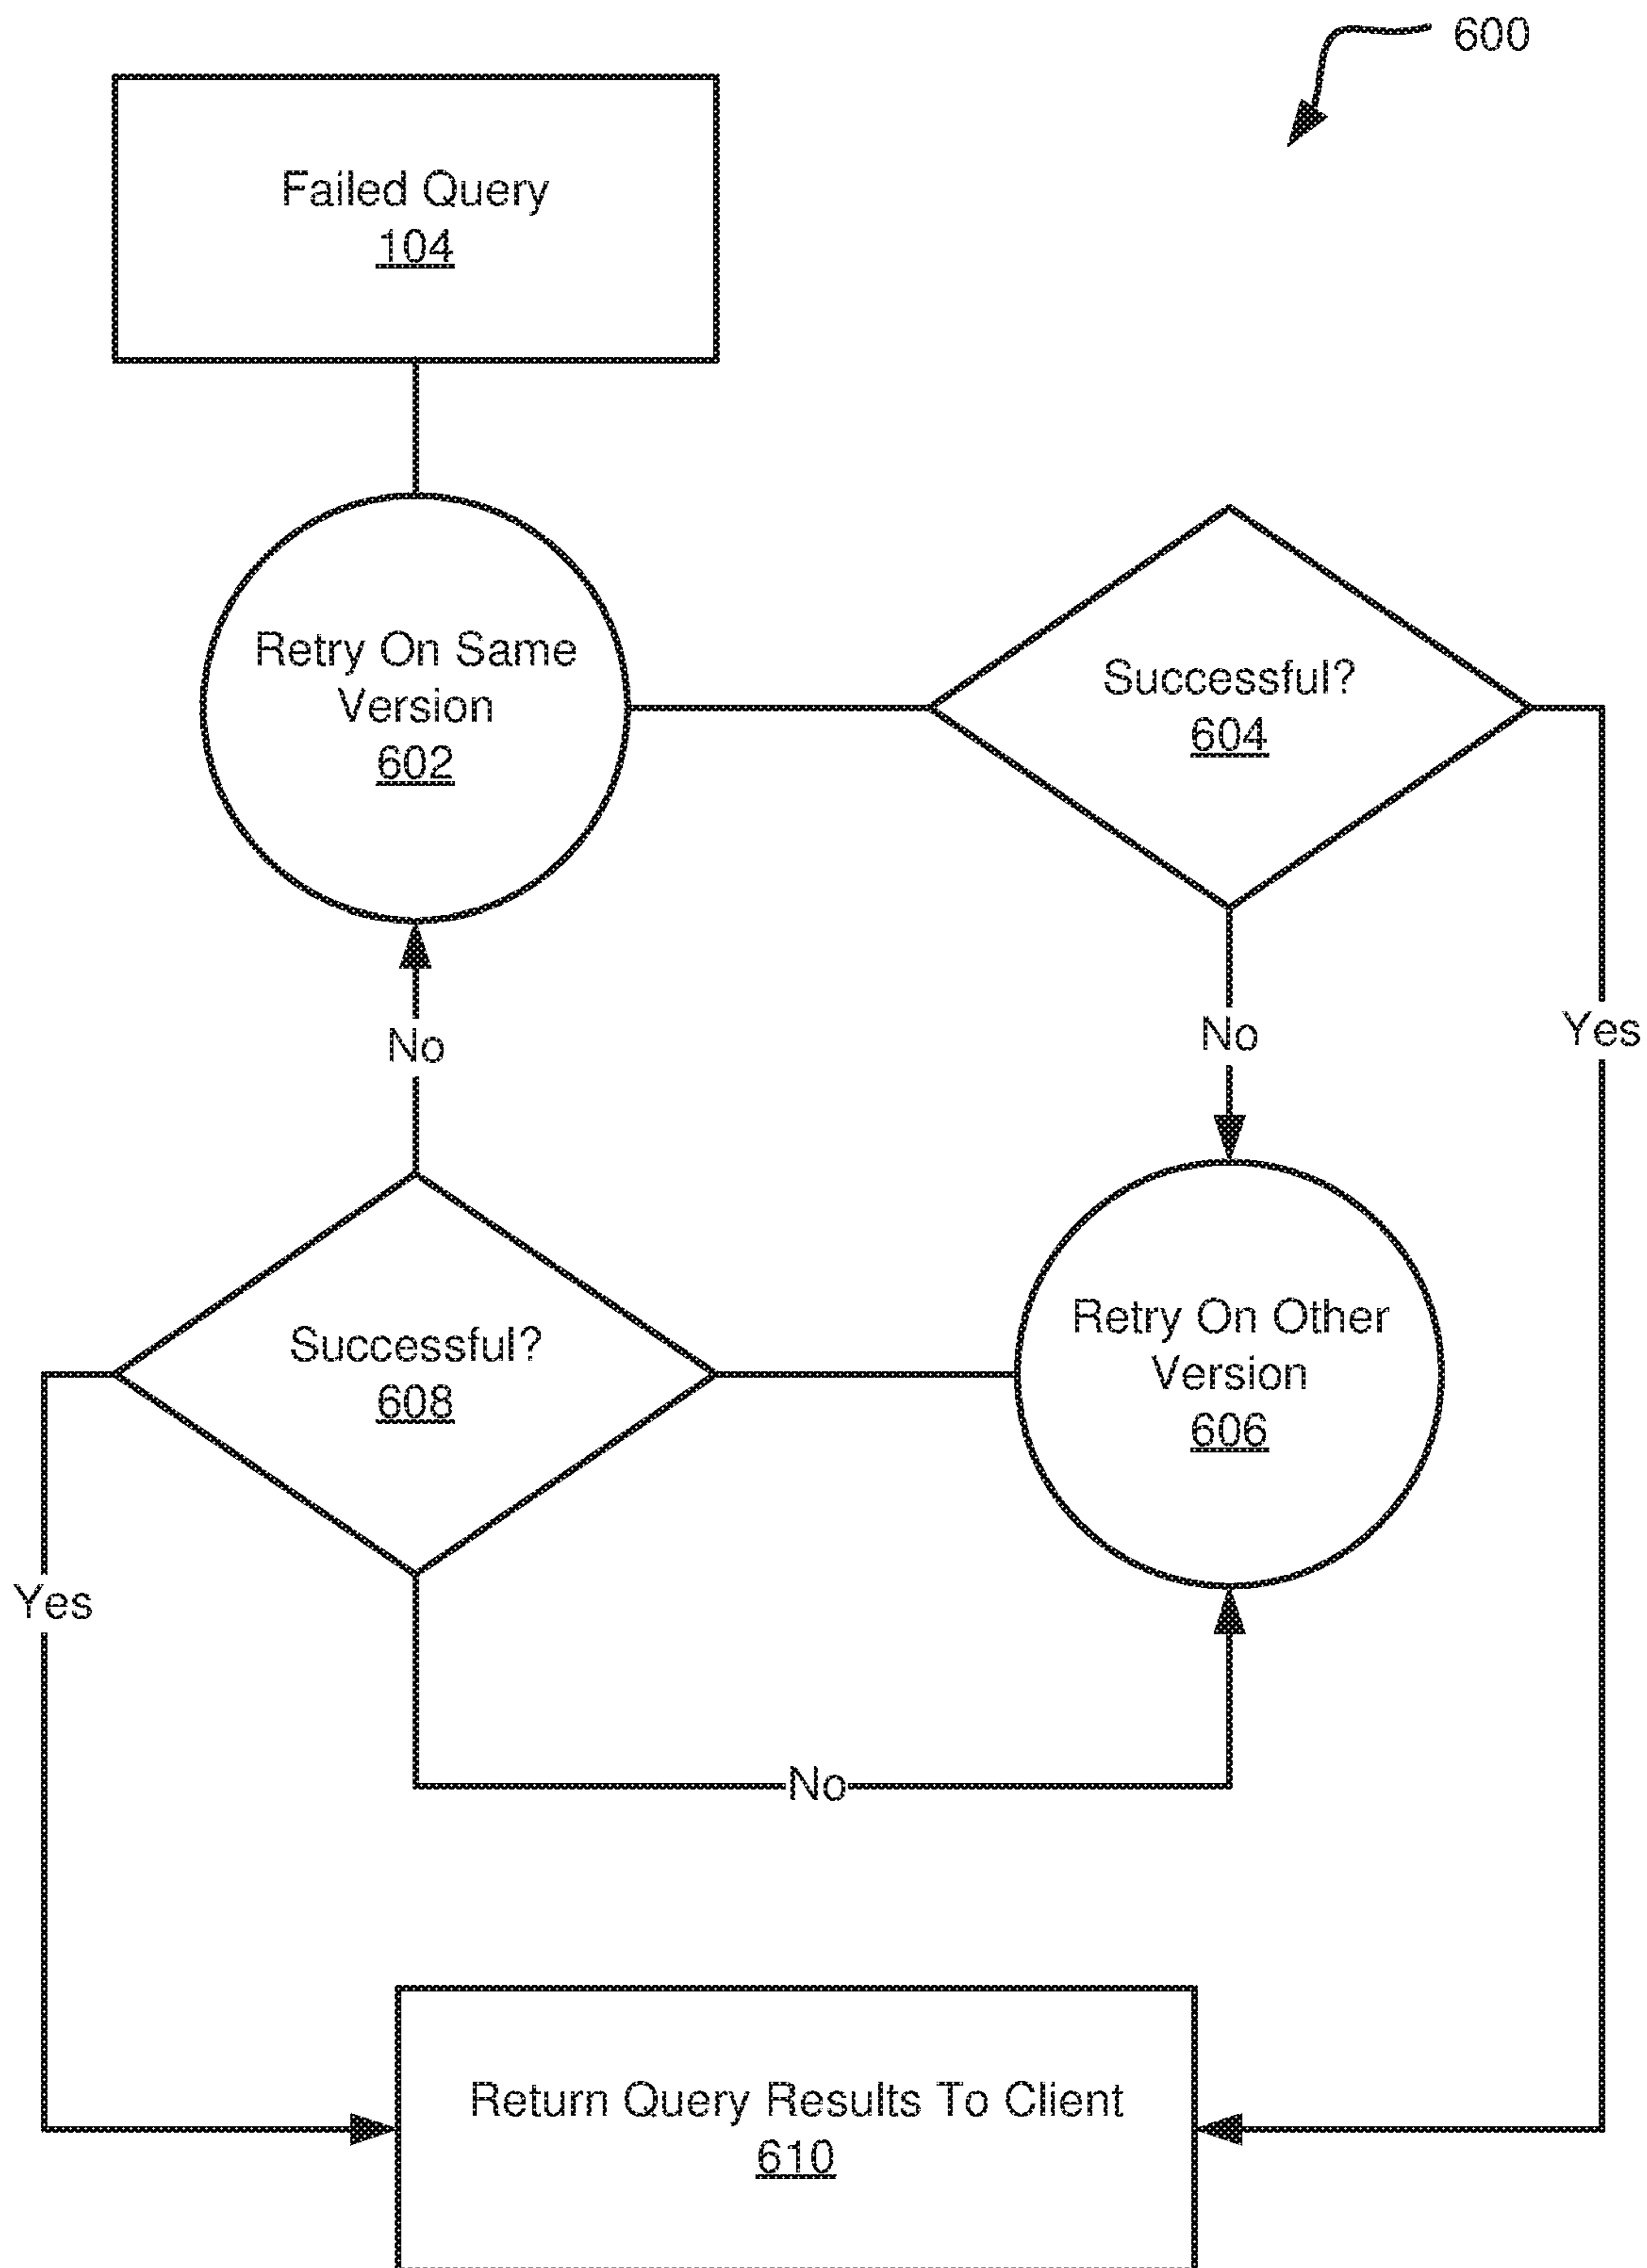 600
Failed Query
104
Retry On Same
Version
602
Successful?
604
No
No
Yes
Successful?
608
Retry On Other
Version
606
Yes
No
Return Query Results To Client
610